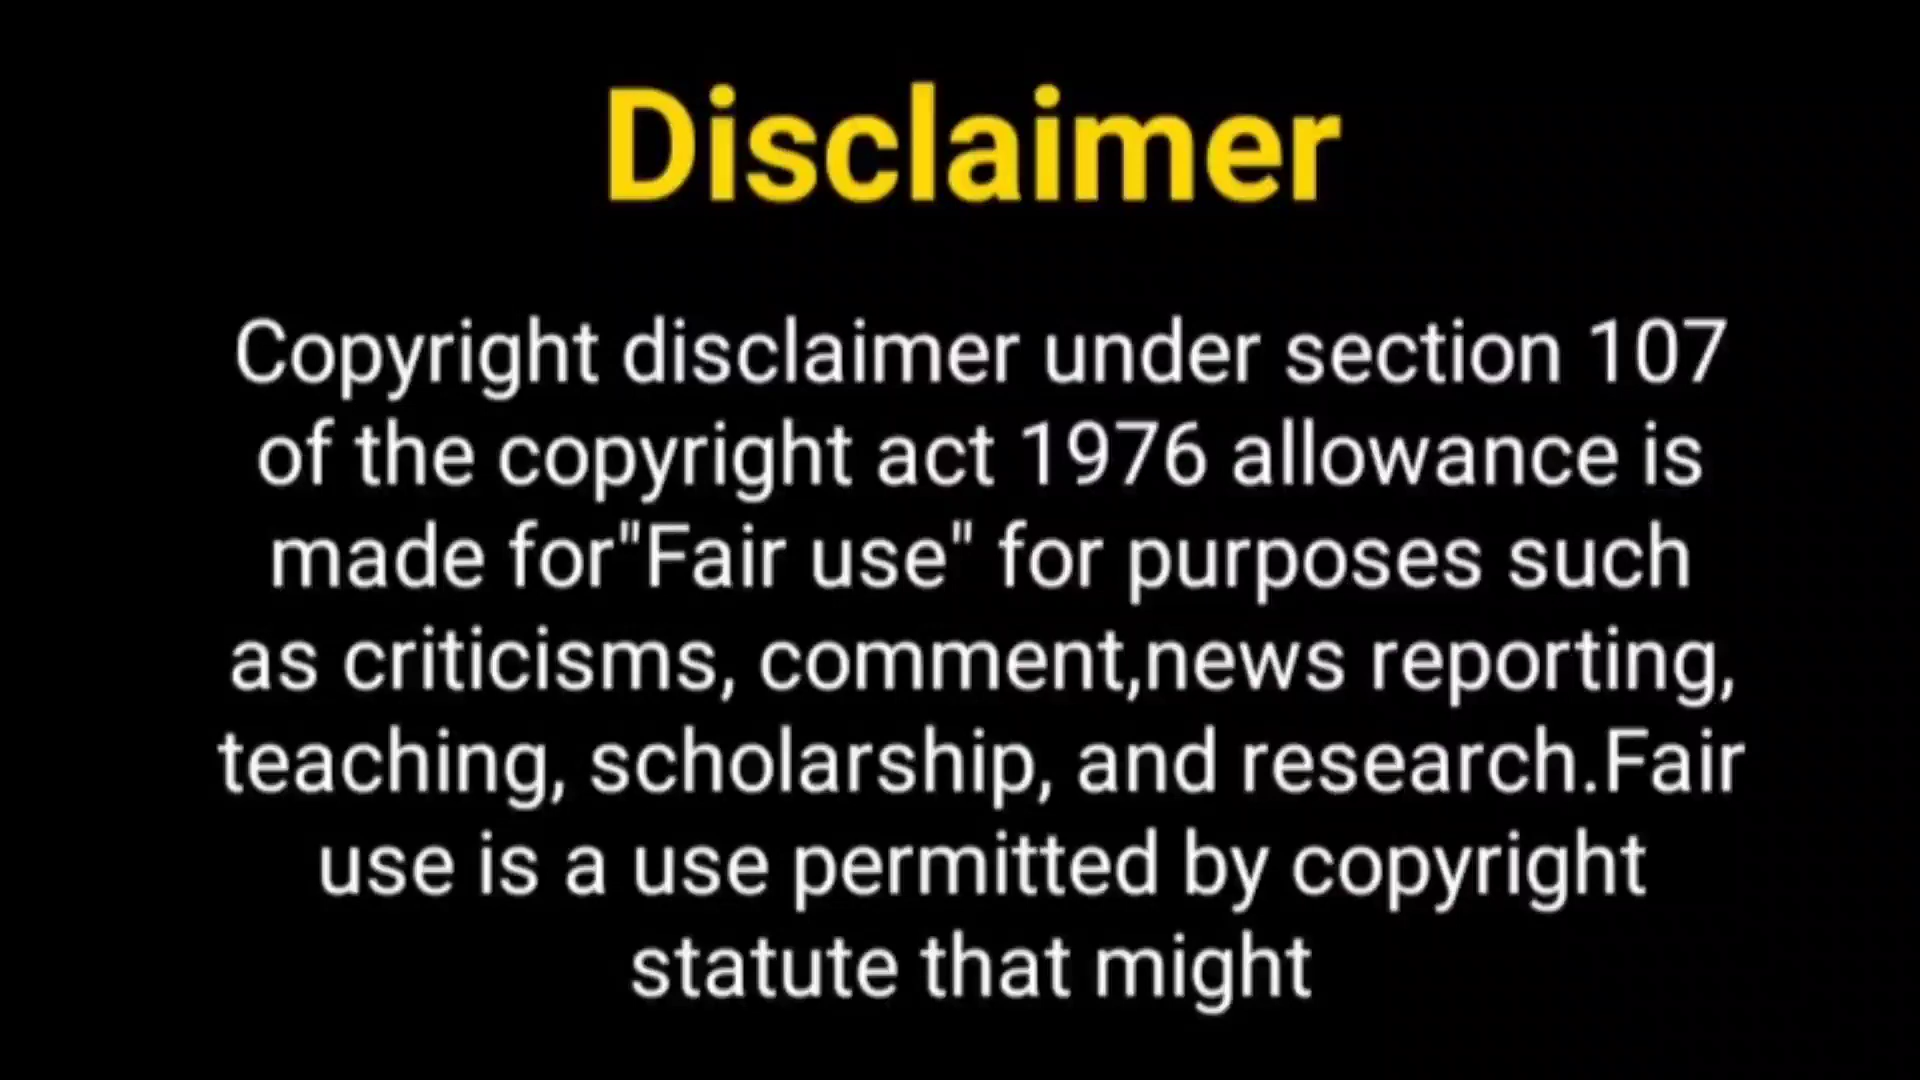 Disclaimer
Copyright disclaimer under section 107
of the copyright act 1976 allowance is
made for"Fair use" for purposes such
as criticisms, comment,news reporting,
teaching, scholarship, and research.Fair
use is a use permitted by copyright
statute that might